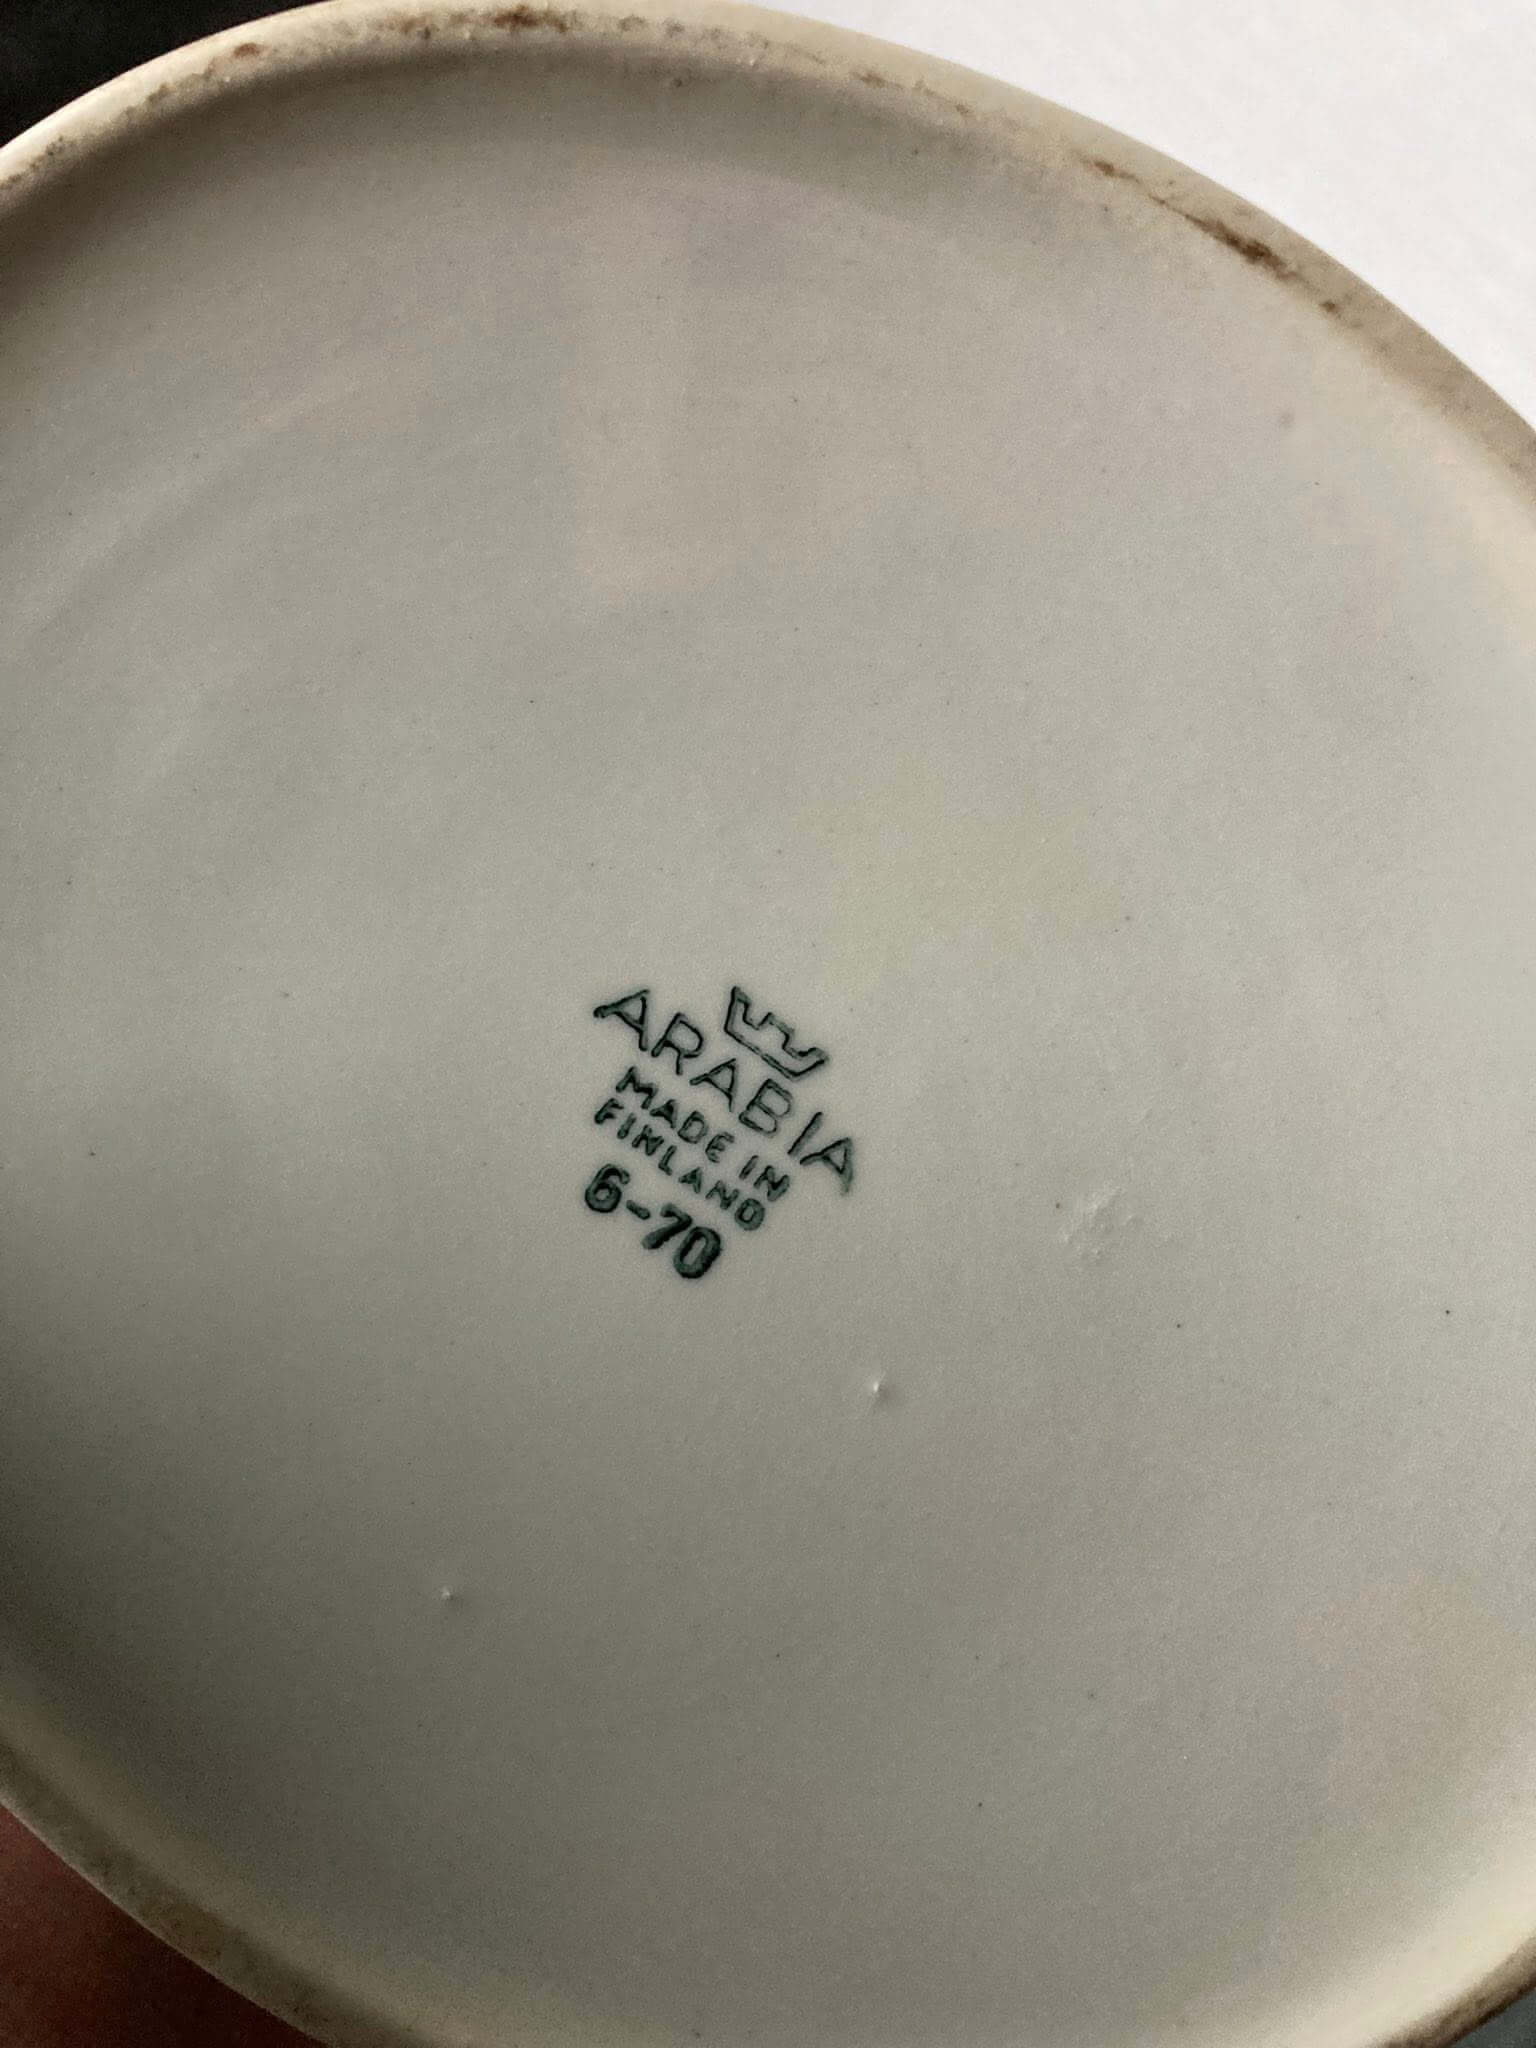 ARABIA
MADE IN
FINLAND
6-70